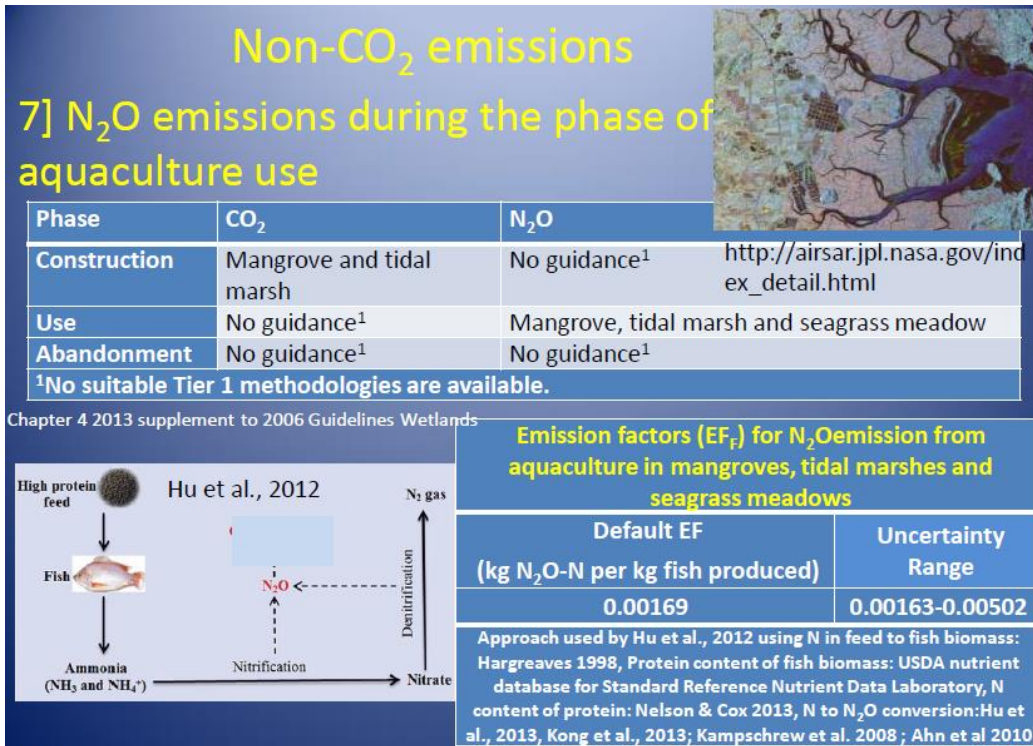 Non-CO₂ emissions
7] N₂O emissions during the phase of
aquaculture use
Phase CO₂ N₂O
Construction Mangrove and tidal marsh No guidance¹
http://airsar.jpl.nasa.gov/ind
ex_detail.html
Use No guidance¹ Mangrove, tidal marsh and seagrass meadow
Abandonment No guidance¹ No guidance¹
¹No suitable Tier 1 methodologies are available.
Chapter 4 2013 supplement to 2006 Guidelines Wetlands
High protein
feed
Hu et al., 2012
N₂ gas
Fish
N₂O
Denitrification
Ammonia
(NH₃ and NH₄⁺)
Nitrification
Nitrate
Emission factors (EF_F) for N₂Oemission from
aquaculture in mangroves, tidal marshes and
seagrass meadows
Default EF
(kg N₂O-N per kg fish produced)
Uncertainty
Range
0.00169 0.00163-0.00502
Approach used by Hu et al., 2012 using N in feed to fish biomass:
Hargreaves 1998, Protein content of fish biomass: USDA nutrient
database for Standard Reference Nutrient Data Laboratory, N
content of protein: Nelson & Cox 2013, N to N₂O conversion:Hu et
al., 2013, Kong et al., 2013; Kampschrew et al. 2008 ; Ahn et al 2010